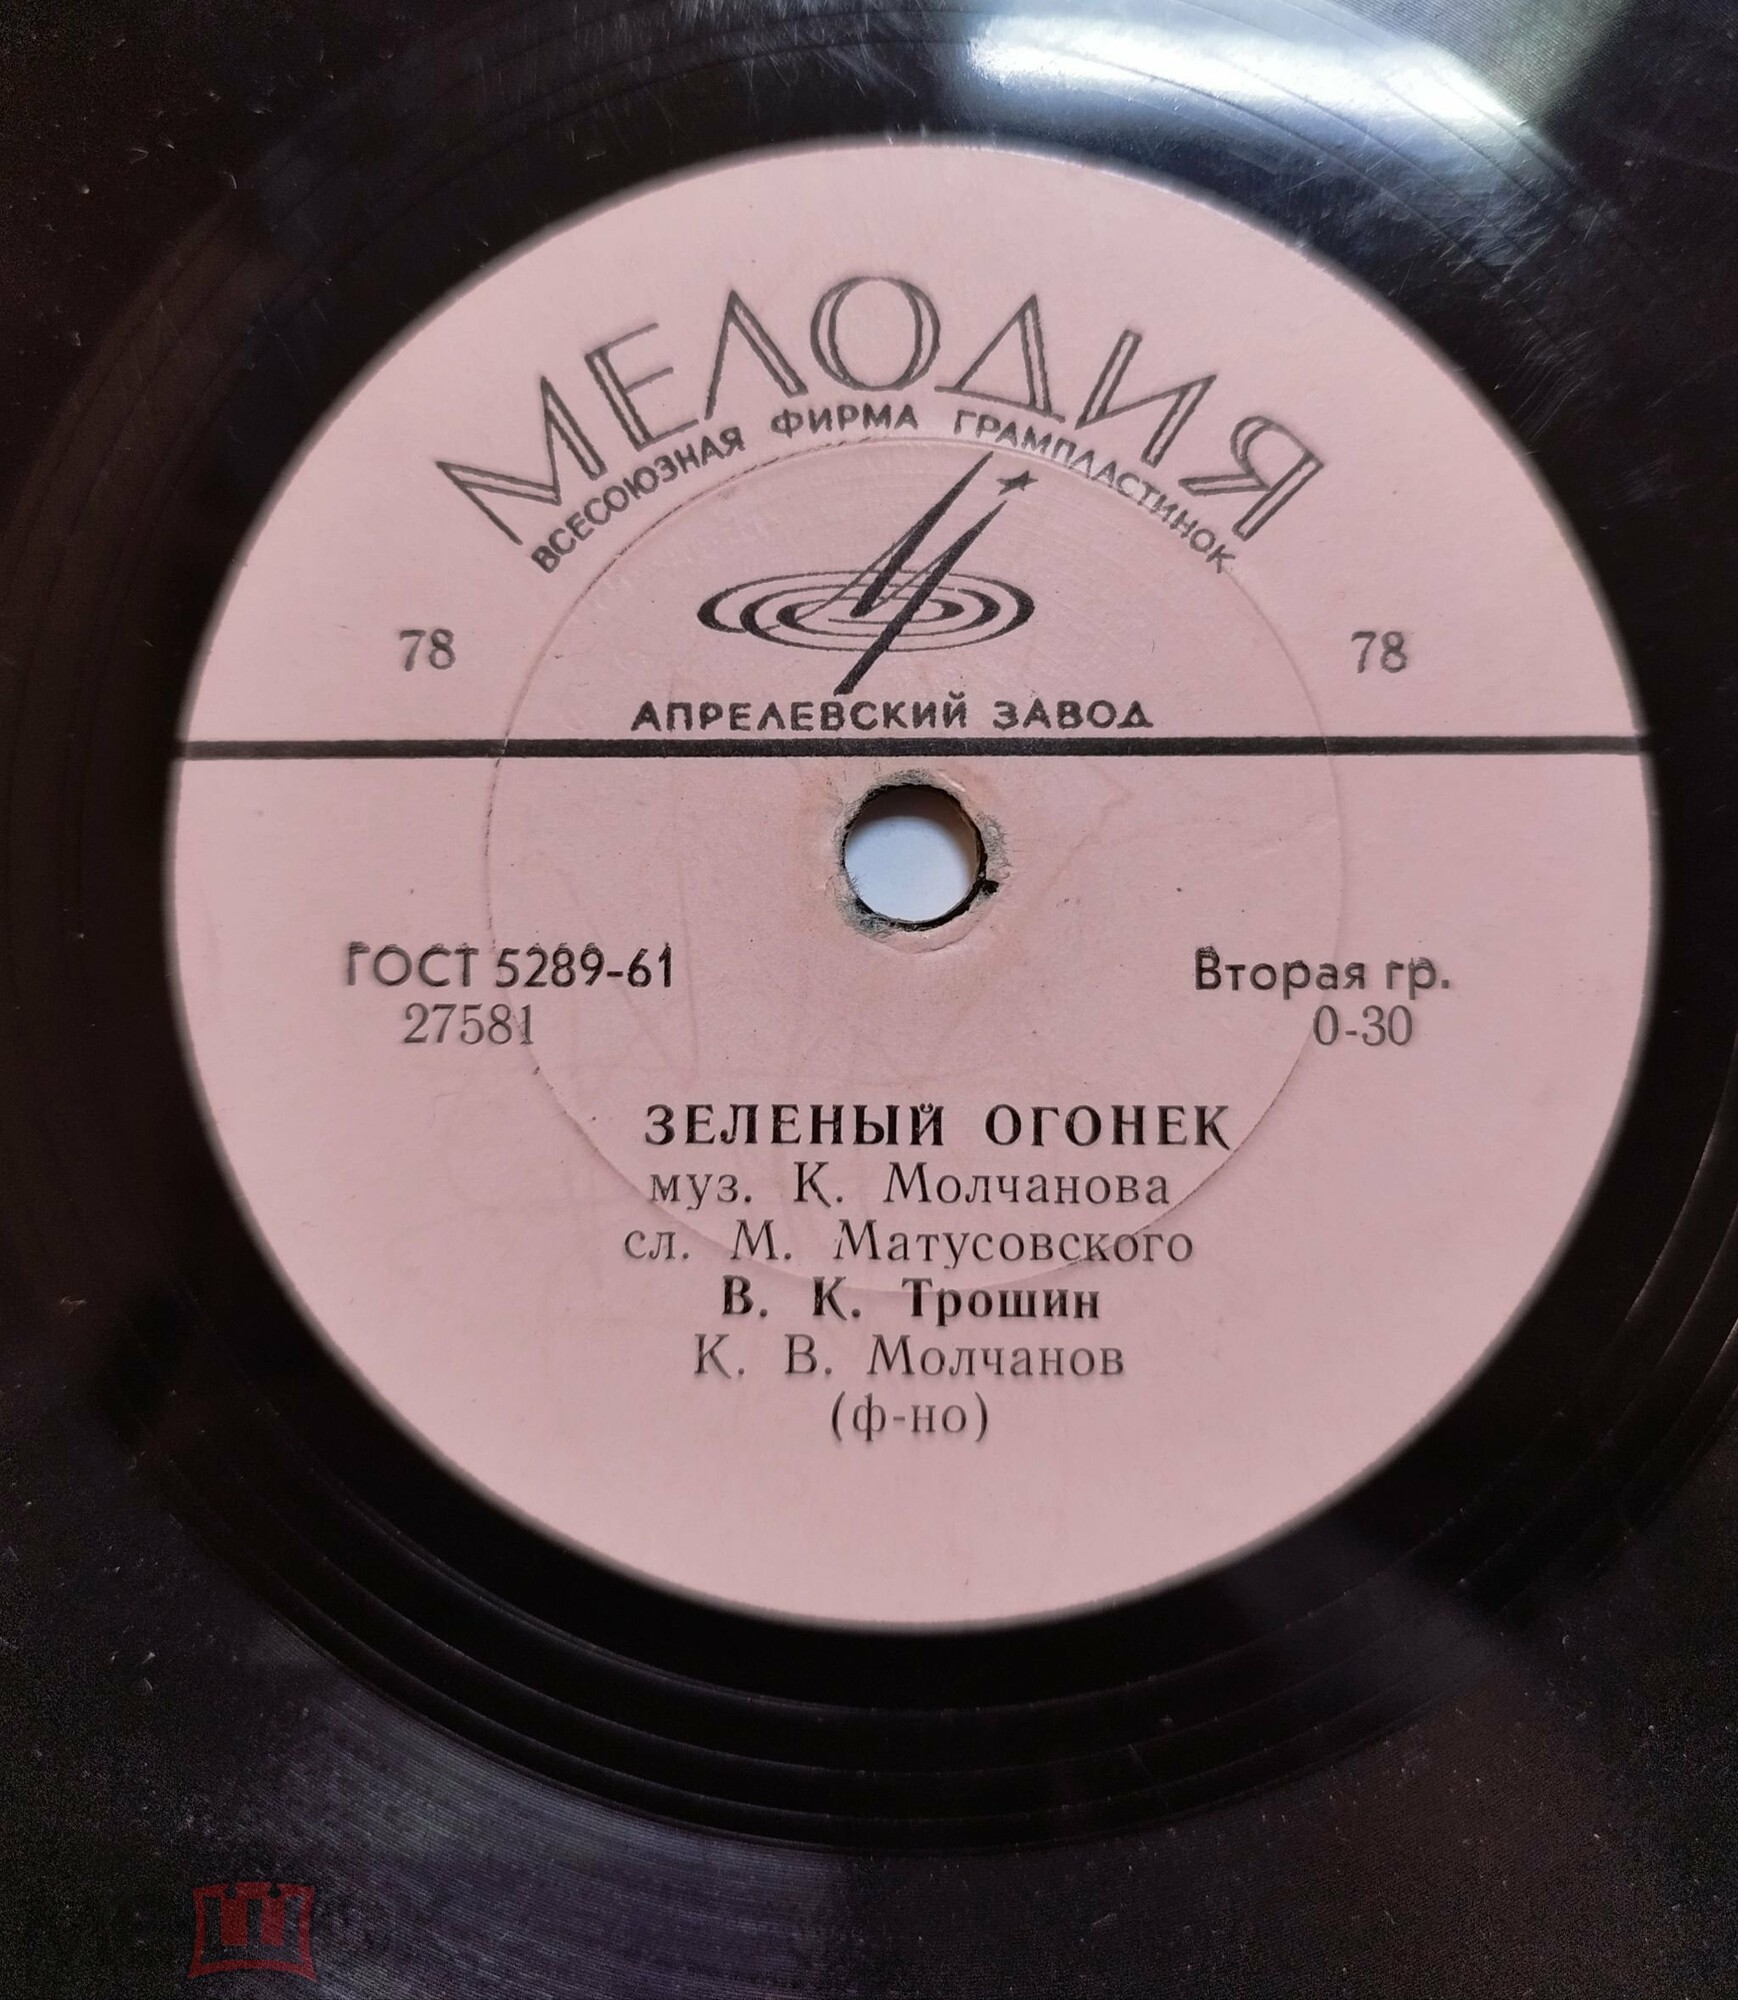 МЕЛОДИЯ
ВСЕСОЮЗНАЯ ФИРМА ГРАМПЛАСТИНОК
78 78
АПРЕЛЕВСКИЙ ЗАВОД
ГОСТ 5289-61 Вторая гр.
27581 0-30
ЗЕЛЕНЫЙ ОГОНЕК
муз. К. Молчанова
сл. М. Матусовского
В. К. Трошин
К. В. Молчанов
(ф-но)